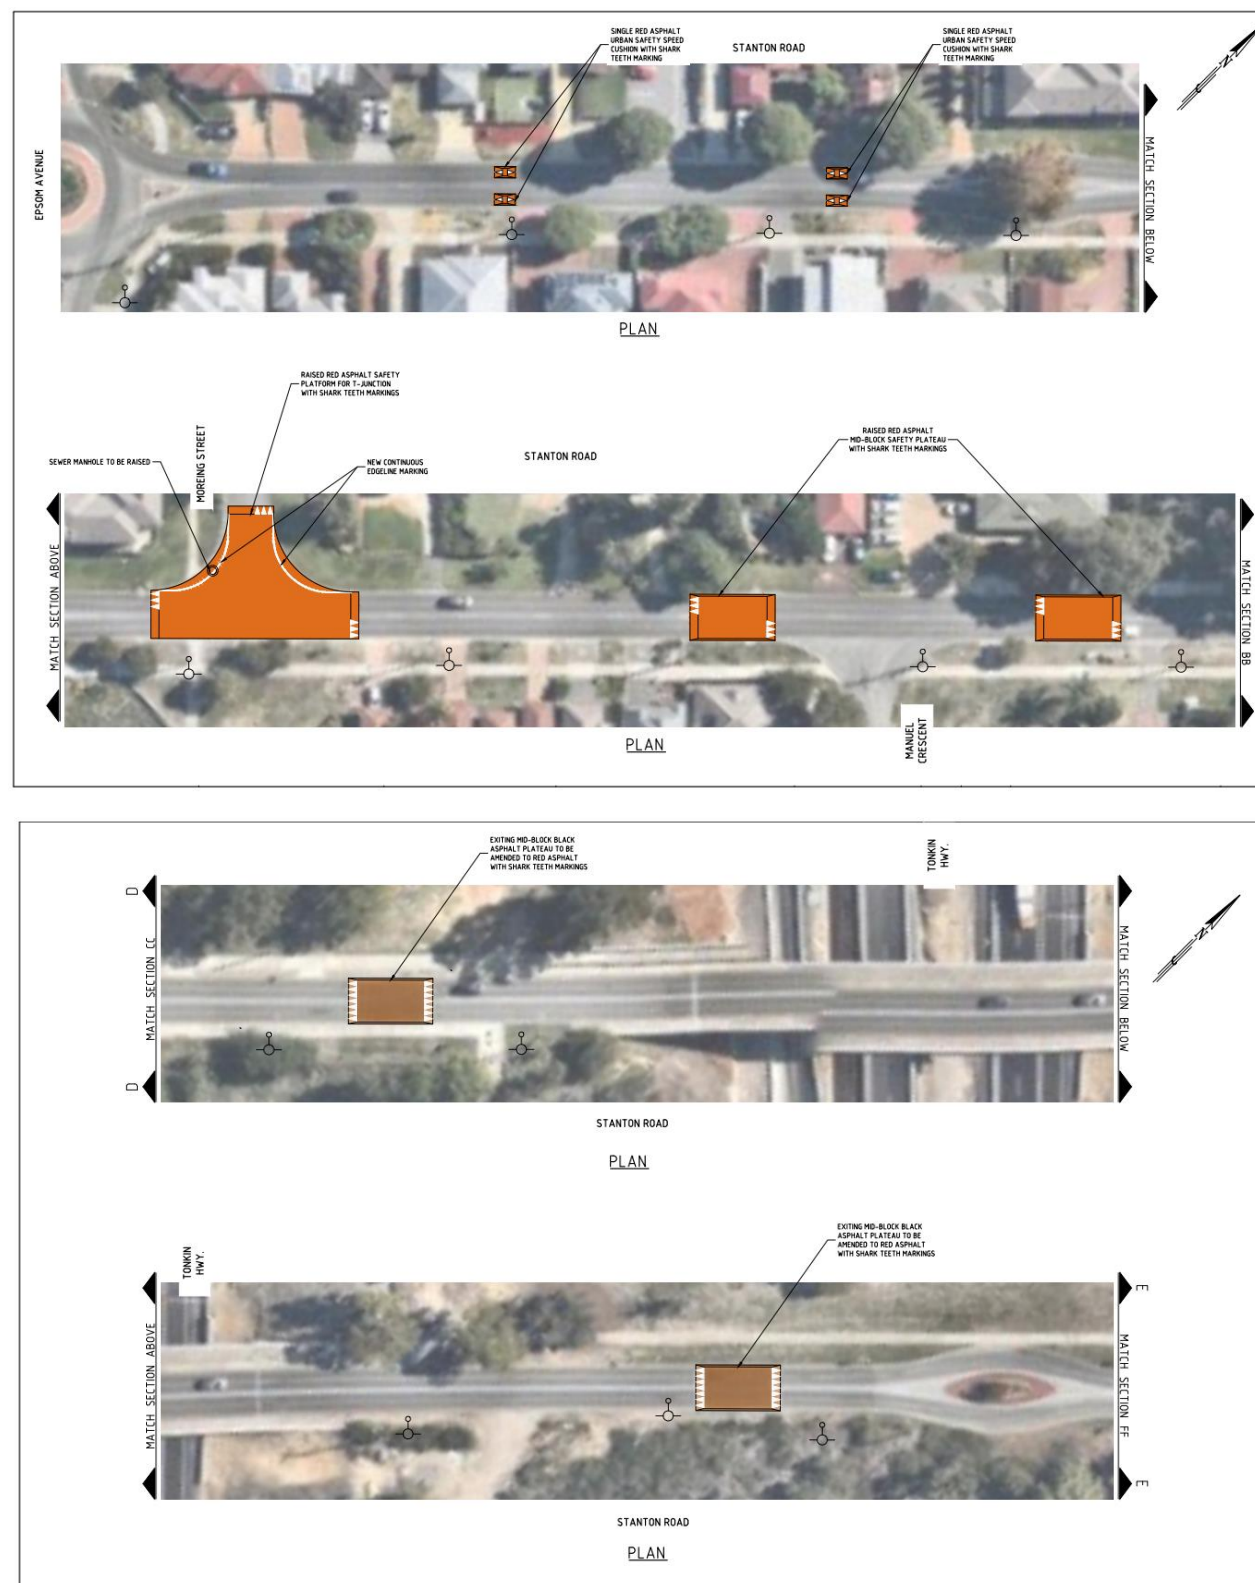 SINGLE RED ASPHALT
URBAN SAFETY SPEED
CUSHION WITH SHARK
TEETH MARKING
STANTON ROAD
SINGLE RED ASPHALT
URBAN SAFETY SPEED
CUSHION WITH SHARK
TEETH MARKING
N
EPSOM AVENUE
MATCH SECTION BELOW
PLAN
RAISED RED ASPHALT SAFETY
PLATFORM FOR T-JUNCTION
WITH SHARK TEETH MARKINGS
MOREING STREET
SEWER MANHOLE TO BE RAISED
NEW CONTINUOUS
EDGELINE MARKING
STANTON ROAD
RAISED RED ASPHALT
MID-BLOCK SAFETY PLATEAU
WITH SHARK TEETH MARKINGS
MATCH SECTION ABOVE
MATCH SECTION BB
MANUEL
CRESCENT
PLAN
EXITING MID-BLOCK BLACK
ASPHALT PLATEAU TO BE
AMENDED TO RED ASPHALT
WITH SHARK TEETH MARKINGS
TONKIN
HWY.
D
MATCH SECTION CC
D
MATCH SECTION BELOW
N
STANTON ROAD
PLAN
EXITING MID-BLOCK BLACK
ASPHALT PLATEAU TO BE
AMENDED TO RED ASPHALT
WITH SHARK TEETH MARKINGS
TONKIN
HWY.
MATCH SECTION ABOVE
E
MATCH SECTION FF
E
STANTON ROAD
PLAN